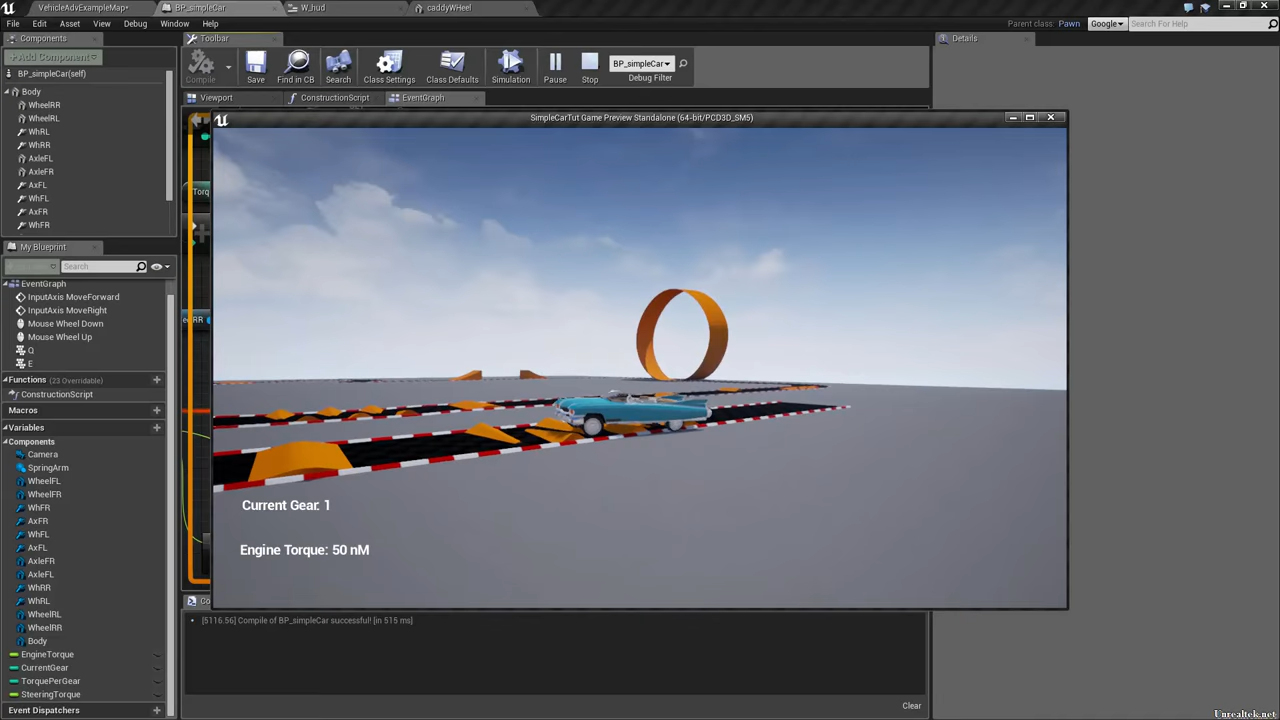 VehicleAdvExampleMap*
BP_simpleCar
W_hud
caddyWHeel
File Edit Asset View Debug Window Help
Parent class: Pawn
Google
Search For Help
Components
Toolbar
Details
+Add Component
BP_simpleCar(self)
Compile
Save
Find in CB
Search
Class Settings
Class Defaults
Simulation
Pause
Stop
BP_simpleCar
Debug Filter
Body
WheelRR
WheelRL
WhRL
WhRR
AxleFL
AxleFR
AxFL
WhFL
AxFR
WhFR
Viewport
ConstructionScript
EventGraph
SimpleCarTut Game Preview Standalone (64-bit/PCD3D_SM5)
Torq
My Blueprint
Search
EventGraph
InputAxis MoveForward
InputAxis MoveRight
Mouse Wheel Down
Mouse Wheel Up
Q
E
Functions (23 Overridable)
ConstructionScript
Macros
Variables
Components
Camera
SpringArm
WheelFL
WheelFR
WhFR
AxFR
WhFL
AxFL
AxleFR
AxleFL
WhRR
WhRL
WheelRL
WheelRR
Body
EngineTorque
CurrentGear
TorquePerGear
SteeringTorque
Event Dispatchers
Current Gear: 1
Engine Torque: 50 nM
Co
[5116.56] Compile of BP_simpleCar successful! [in 515 ms]
Clear
Unrealtek.net